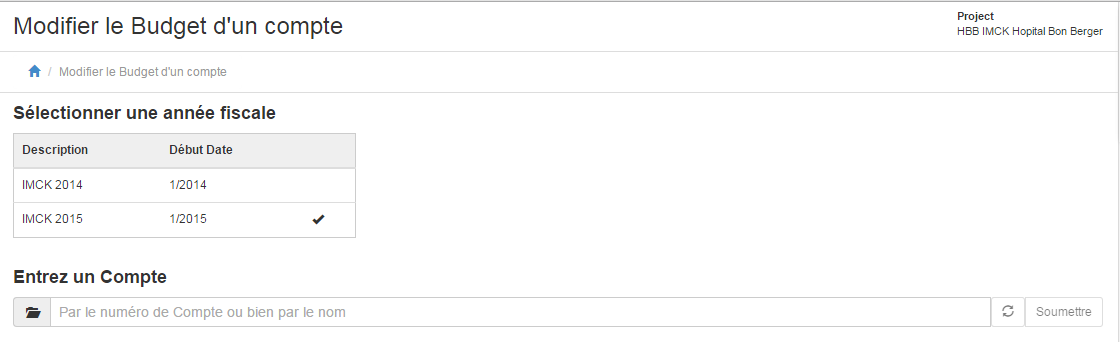 Modifier le Budget d'un compte
Project
HBB IMCK Hopital Bon Berger
/ Modifier le Budget d'un compte
Sélectionner une année fiscale
Description Début Date
IMCK 2014 1/2014
IMCK 2015 1/2015
Entrez un Compte
Par le numéro de Compte ou bien par le nom Soumettre